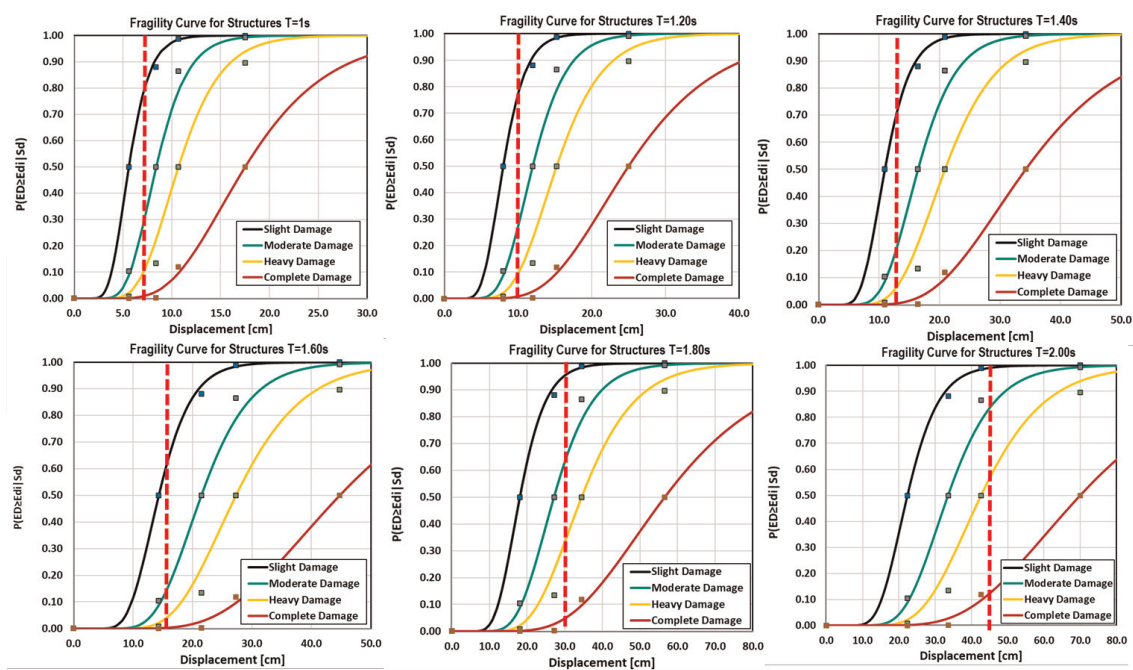 Fragility Curve for Structures T=1s
P(ED≥Edi|Sd)
1.00
0.90
0.80
0.70
0.60
0.50
0.40
0.30
0.20
0.10
0.00
Slight Damage
Moderate Damage
Heavy Damage
Complete Damage
0.0 5.0 10.0 15.0 20.0 25.0 30.0
Displacement [cm]
Fragility Curve for Structures T=1.20s
P(ED≥Edi|Sd)
1.00
0.90
0.80
0.70
0.60
0.50
0.40
0.30
0.20
0.10
0.00
Slight Damage
Moderate Damage
Heavy Damage
Complete Damage
0.0 10.0 20.0 30.0 40.0
Displacement [cm]
Fragility Curve for Structures T=1.40s
P(ED≥Edi|Sd)
1.00
0.90
0.80
0.70
0.60
0.50
0.40
0.30
0.20
0.10
0.00
Slight Damage
Moderate Damage
Heavy Damage
Complete Damage
0.0 10.0 20.0 30.0 40.0 50.0
Displacement [cm]
Fragility Curve for Structures T=1.60s
P(ED≥Edi|Sd)
1.00
0.90
0.80
0.70
0.60
0.50
0.40
0.30
0.20
0.10
0.00
Slight Damage
Moderate Damage
Heavy Damage
Complete Damage
0.0 10.0 20.0 30.0 40.0 50.0
Displacement [cm]
Fragility Curve for Structures T=1.80s
P(ED≥Edi|Sd)
1.00
0.90
0.80
0.70
0.60
0.50
0.40
0.30
0.20
0.10
0.00
Slight Damage
Moderate Damage
Heavy Damage
Complete Damage
0.0 10.0 20.0 30.0 40.0 50.0 60.0 70.0 80.0
Displacement [cm]
Fragility Curve for Structures T=2.00s
P(ED≥Edi|Sd)
1.00
0.90
0.80
0.70
0.60
0.50
0.40
0.30
0.20
0.10
0.00
Slight Damage
Moderate Damage
Heavy Damage
Complete Damage
0.0 10.0 20.0 30.0 40.0 50.0 60.0 70.0 80.0
Displacement [cm]